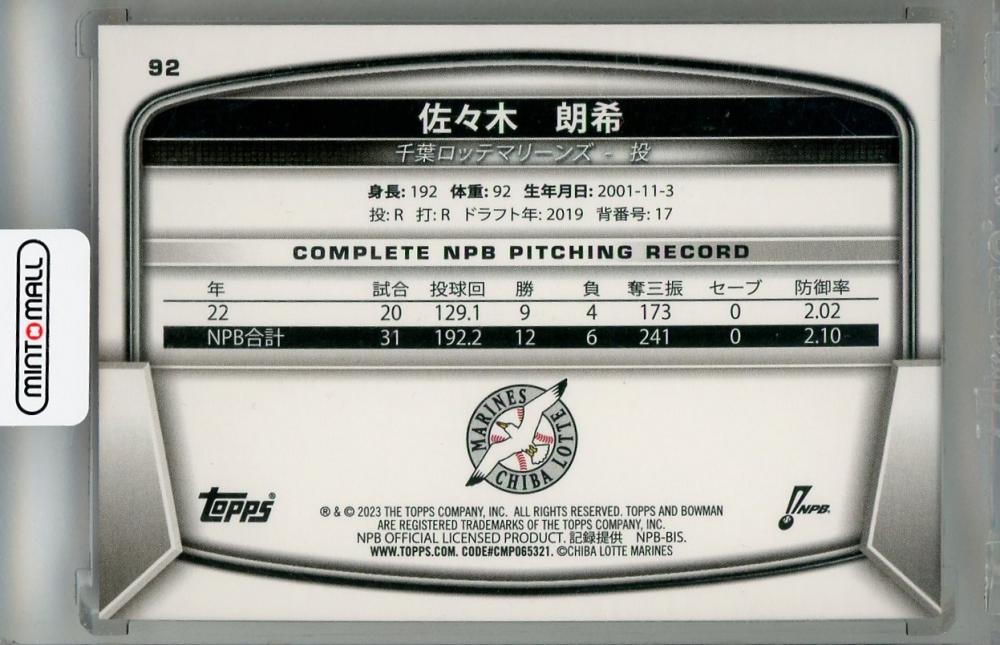 92
佐々木 朗希
千葉ロッテマリーンズ - 投
身長: 192 体重: 92 生年月日: 2001-11-3
投: R 打: R ドラフト年: 2019 背番号: 17
COMPLETE NPB PITCHING RECORD
年 試合 投球回 勝 負 奪三振 セーブ 防御率
22 20 129.1 9 4 173 0 2.02
NPB合計 31 192.2 12 6 241 0 2.10
MINT MALL
MARINES
CHIBA LOTTE
topps®
® & © 2023 THE TOPPS COMPANY, INC. ALL RIGHTS RESERVED. TOPPS AND BOWMAN
ARE REGISTERED TRADEMARKS OF THE TOPPS COMPANY, INC.
NPB OFFICIAL LICENSED PRODUCT. 記録提供 NPB-BIS.
WWW.TOPPS.COM. CODE#CMP065321. ©CHIBA LOTTE MARINES
NPB.